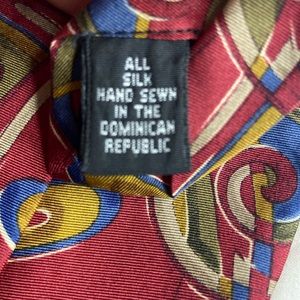 ALL
SILK
HAND SEWN
IN THE
DOMINICAN
REPUBLIC